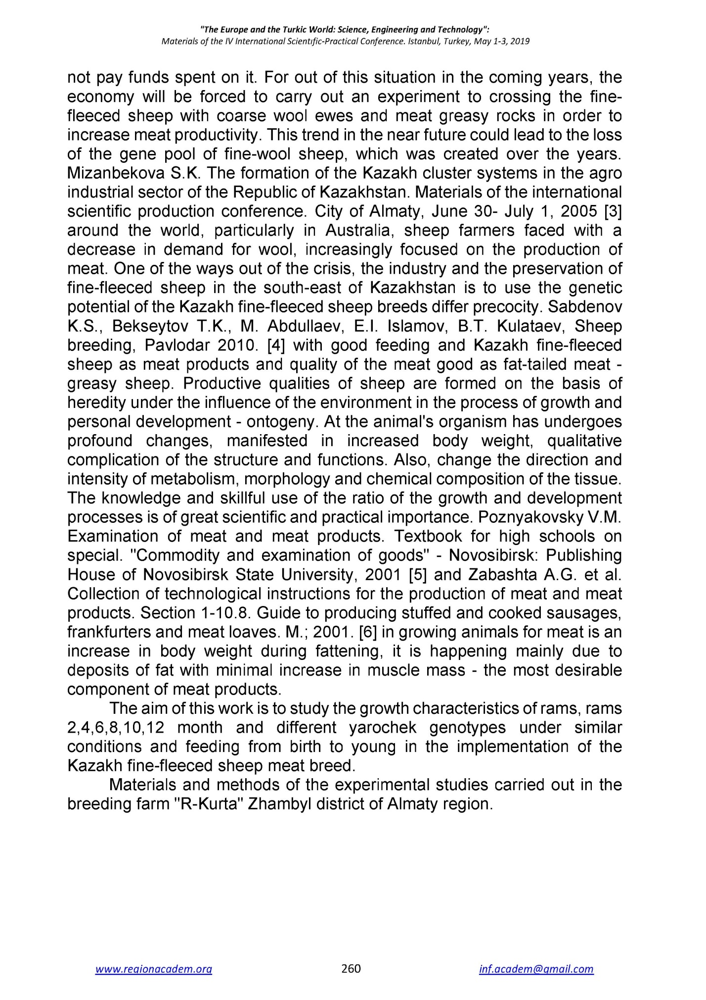 "The Europe and the Turkic World: Science, Engineering and Technology":
Materials of the IV International Scientific-Practical Conference. Istanbul, Turkey, May 1-3, 2019
not pay funds spent on it. For out of this situation in the coming years, the
economy will be forced to carry out an experiment to crossing the fine-
fleeced sheep with coarse wool ewes and meat greasy rocks in order to
increase meat productivity. This trend in the near future could lead to the loss
of the gene pool of fine-wool sheep, which was created over the years.
Mizanbekova S.K. The formation of the Kazakh cluster systems in the agro
industrial sector of the Republic of Kazakhstan. Materials of the international
scientific production conference. City of Almaty, June 30- July 1, 2005 [3]
around the world, particularly in Australia, sheep farmers faced with a
decrease in demand for wool, increasingly focused on the production of
meat. One of the ways out of the crisis, the industry and the preservation of
fine-fleeced sheep in the south-east of Kazakhstan is to use the genetic
potential of the Kazakh fine-fleeced sheep breeds differ precocity. Sabdenov
K.S., Bekseytov T.K., M. Abdullaev, E.I. Islamov, B.T. Kulataev, Sheep
breeding, Pavlodar 2010. [4] with good feeding and Kazakh fine-fleeced
sheep as meat products and quality of the meat good as fat-tailed meat -
greasy sheep. Productive qualities of sheep are formed on the basis of
heredity under the influence of the environment in the process of growth and
personal development - ontogeny. At the animal's organism has undergoes
profound changes, manifested in increased body weight, qualitative
complication of the structure and functions. Also, change the direction and
intensity of metabolism, morphology and chemical composition of the tissue.
The knowledge and skillful use of the ratio of the growth and development
processes is of great scientific and practical importance. Poznyakovsky V.M.
Examination of meat and meat products. Textbook for high schools on
special. "Commodity and examination of goods" - Novosibirsk: Publishing
House of Novosibirsk State University, 2001 [5] and Zabashta A.G. et al.
Collection of technological instructions for the production of meat and meat
products. Section 1-10.8. Guide to producing stuffed and cooked sausages,
frankfurters and meat loaves. M.; 2001. [6] in growing animals for meat is an
increase in body weight during fattening, it is happening mainly due to
deposits of fat with minimal increase in muscle mass - the most desirable
component of meat products.
The aim of this work is to study the growth characteristics of rams, rams
2,4,6,8,10,12 month and different yarochek genotypes under similar
conditions and feeding from birth to young in the implementation of the
Kazakh fine-fleeced sheep meat breed.
Materials and methods of the experimental studies carried out in the
breeding farm "R-Kurta" Zhambyl district of Almaty region.
www.regionacadem.org 260 inf.academ@gmail.com